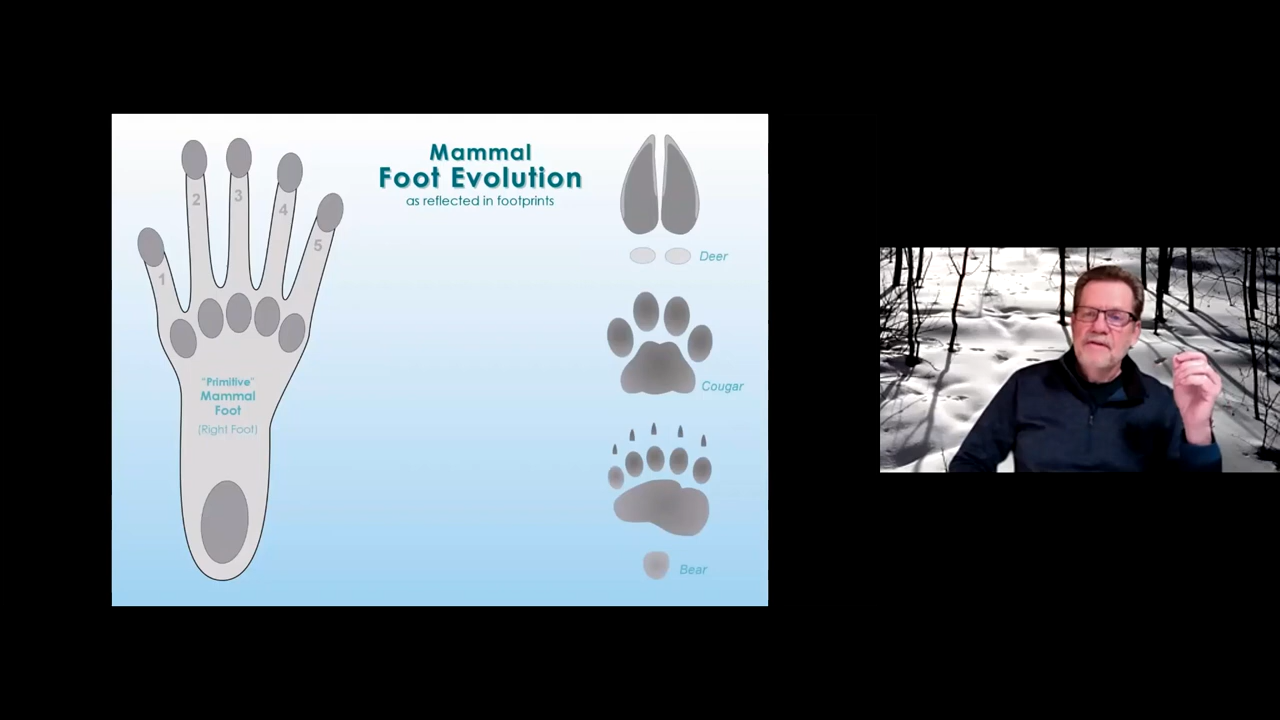 Mammal
Foot Evolution
as reflected in footprints
1
2
3
4
5
"Primitive"
Mammal
Foot
(Right Foot)
Deer
Cougar
Bear